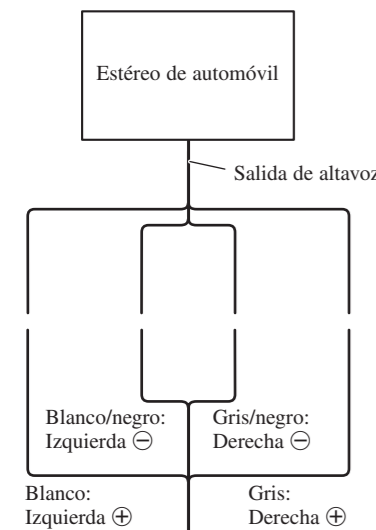 Estéreo de automóvil
Salida de altavoz
Blanco/negro:
Izquierda ⊖
Gris/negro:
Derecha ⊖
Blanco:
Izquierda ⊕
Gris:
Derecha ⊕